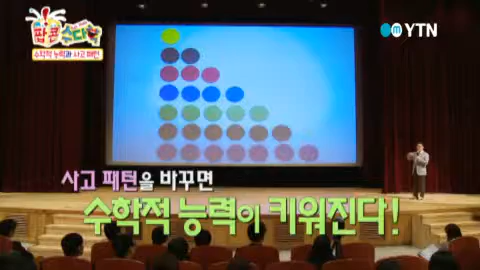 팝콘 수다학
수학적 능력과 사고 패턴
YTN
사고 패턴을 바꾸면
수학적 능력이 키워진다!